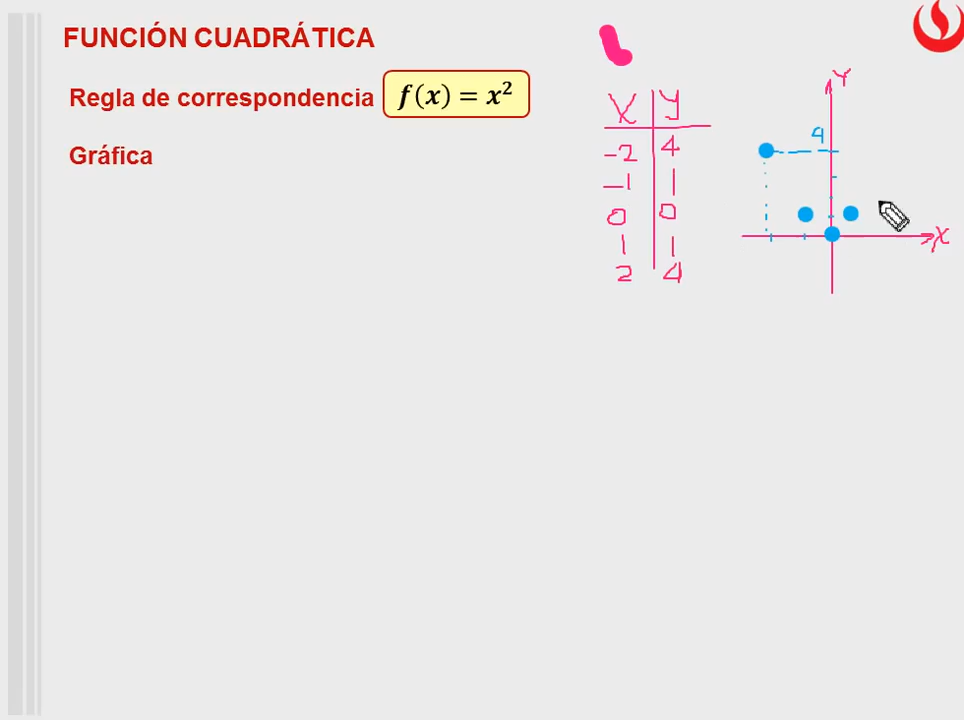 FUNCIÓN CUADRÁTICA
Regla de correspondencia f(x) = x²
Gráfica
X Y
-2 4
-1 1
0 0
1 1
2 4
Y
4
X